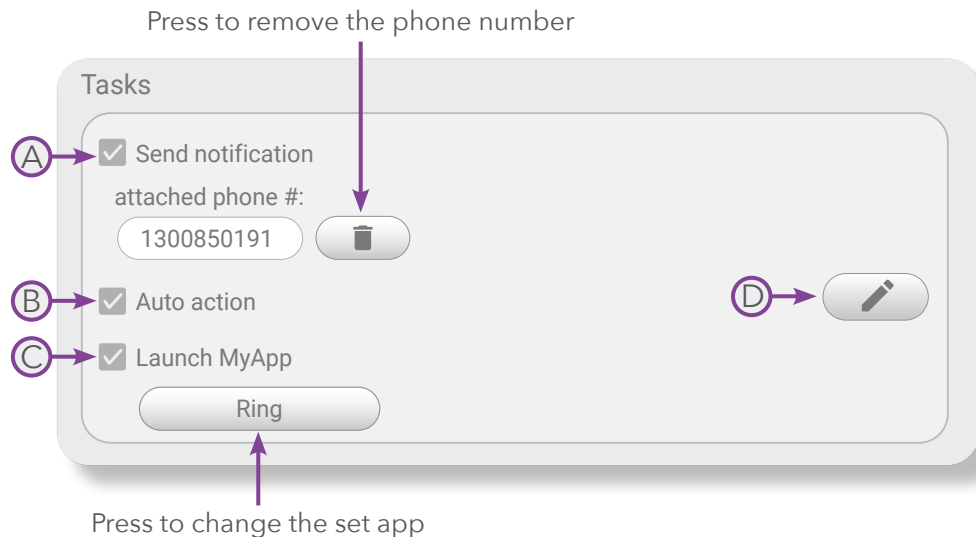 Press to remove the phone number
Tasks
A
Send notification
attached phone #:
1300850191
B
Auto action
D
C
Launch MyApp
Ring
Press to change the set app